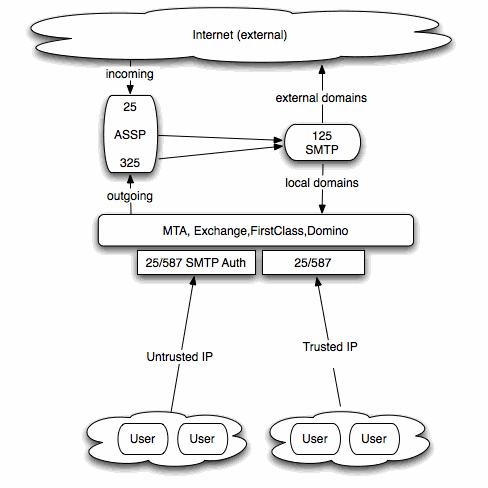 Internet (external)
incoming
25
external domains
ASSP
125
SMTP
325
local domains
outgoing
MTA, Exchange,FirstClass,Domino
25/587 SMTP Auth
25/587
Untrusted IP
Trusted IP
User
User
User
User